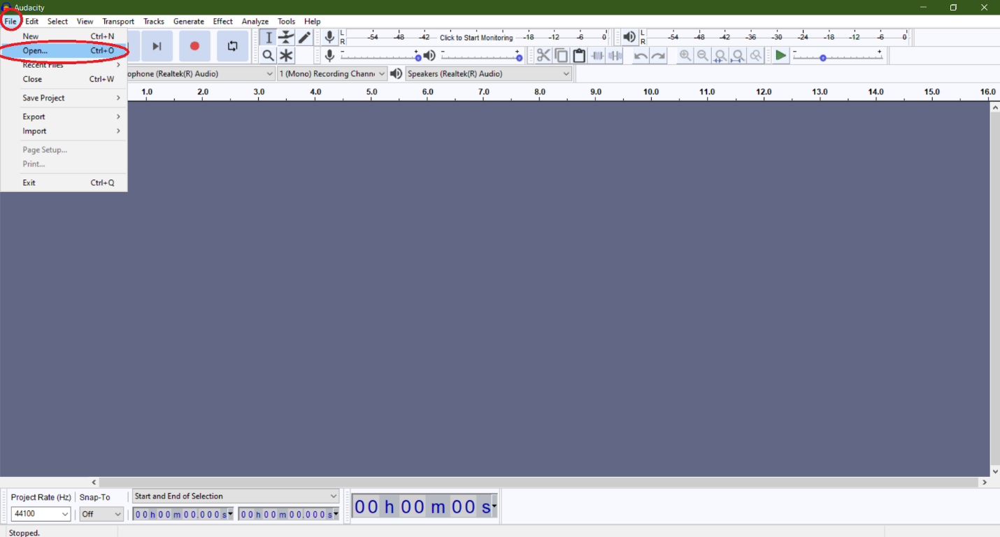 Audacity
File Edit Select View Transport Tracks Generate Effect Analyze Tools Help
New Ctrl+N
Open... Ctrl+O
Recent Files
Close Ctrl+W
Save Project
Export
Import
Page Setup...
Print...
Exit Ctrl+Q
L
R
-54 -48 -42 Click to Start Monitoring -18 -12 -6 0
L
R
-54 -48 -42 -36 -30 -24 -18 -12 -6 0
- + - + - +
(Realtek(R) Audio) 1 (Mono) Recording Speakers (Realtek(R) Audio)
1.0 2.0 3.0 4.0 5.0 6.0 7.0 8.0 9.0 10.0 11.0 12.0 13.0 14.0 15.0 16.0
Project Rate (Hz) Snap-To Start and End of Selection
44100 Off 00 h 00 m 00.000 s 00 h 00 m 00.000 s
00 h 00 m 00 s
Stopped.